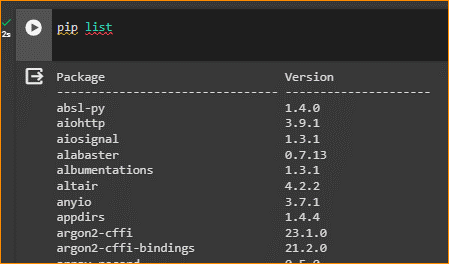 pip list
2s
Package Version
-------------------------------- ---------------------
absl-py 1.4.0
aiohttp 3.9.1
aiosignal 1.3.1
alabaster 0.7.13
albumentations 1.3.1
altair 4.2.2
anyio 3.7.1
appdirs 1.4.4
argon2-cffi 23.1.0
argon2-cffi-bindings 21.2.0